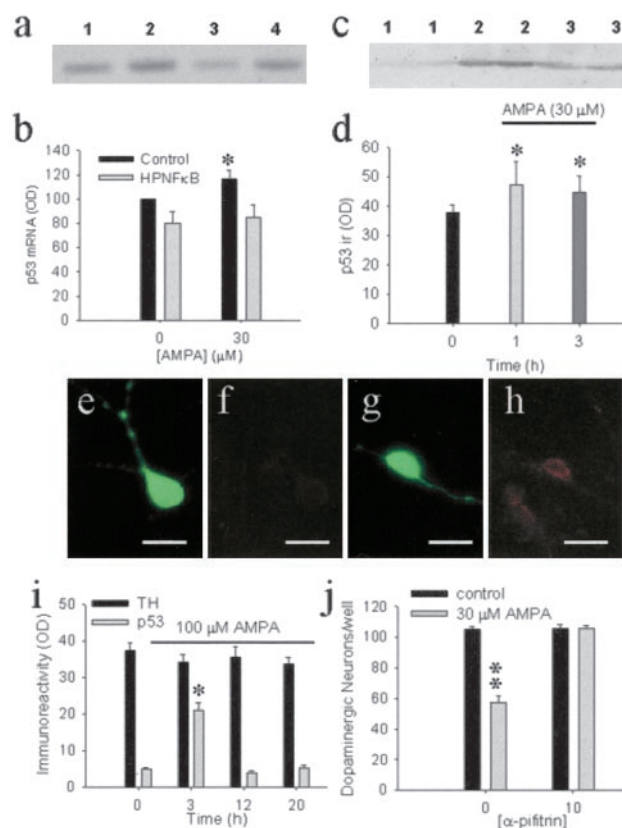 a
1 2 3 4
c
1 1 2 2 3 3
b
Control
HPNFκB
*
p53 mRNA (OD)
140
120
100
80
60
40
20
0
0 30
[AMPA] (μM)
d
AMPA (30 μM)
* *
p53 ir (OD)
60
50
40
30
20
10
0
0 1 3
Time (h)
e f g h
i
TH
p53
100 μM AMPA
*
Immunoreactivity (OD)
50
40
30
20
10
0
0 3 12 20
Time (h)
j
control
30 μM AMPA
**
Dopaminergic Neurons/well
120
100
80
60
40
20
0
0 10
[α-pifitrin]